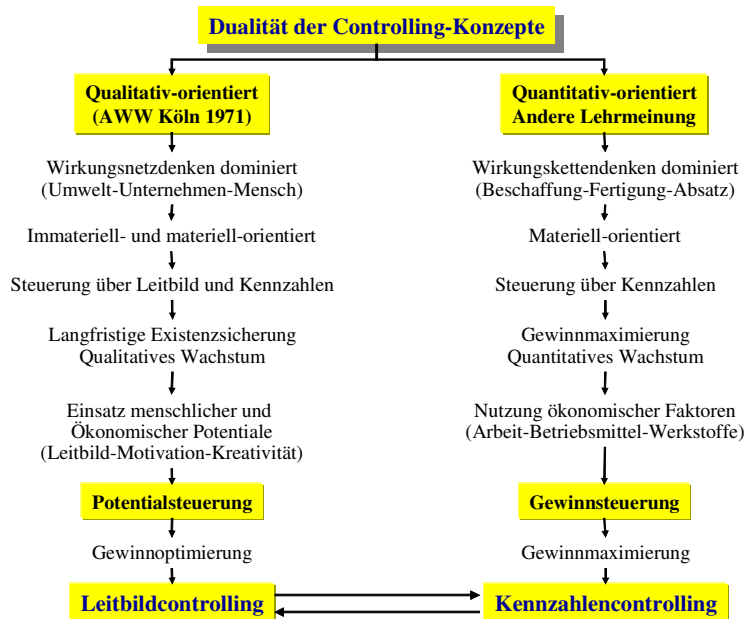 Dualität der Controlling-Konzepte
Qualitativ-orientiert
(AWW Köln 1971)
Wirkungsnetzdenken dominiert
(Umwelt-Unternehmen-Mensch)
Immateriell- und materiell-orientiert
Steuerung über Leitbild und Kennzahlen
Langfristige Existenzsicherung
Qualitatives Wachstum
Einsatz menschlicher und
Ökonomischer Potentiale
(Leitbild-Motivation-Kreativität)
Potentialsteuerung
Gewinnoptimierung
Leitbildcontrolling
Quantitativ-orientiert
Andere Lehrmeinung
Wirkungskettendenken dominiert
(Beschaffung-Fertigung-Absatz)
Materiell-orientiert
Steuerung über Kennzahlen
Gewinnmaximierung
Quantitatives Wachstum
Nutzung ökonomischer Faktoren
(Arbeit-Betriebsmittel-Werkstoffe)
Gewinnsteuerung
Gewinnmaximierung
Kennzahlencontrolling